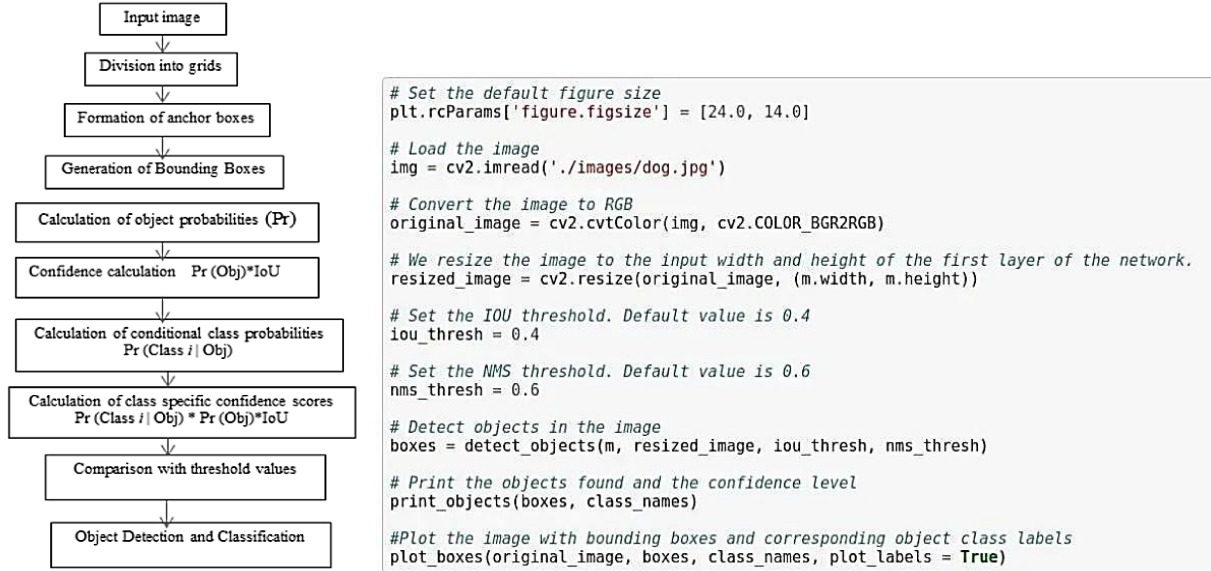 Input image
Division into grids
Formation of anchor boxes
Generation of Bounding Boxes
Calculation of object probabilities (Pr)
Confidence calculation Pr (Obj)*IoU
Calculation of conditional class probabilities
Pr (Class i | Obj)
Calculation of class specific confidence scores
Pr (Class i | Obj) * Pr (Obj)*IoU
Comparison with threshold values
Object Detection and Classification
# Set the default figure size
plt.rcParams['figure.figsize'] = [24.0, 14.0]
# Load the image
img = cv2.imread('./images/dog.jpg')
# Convert the image to RGB
original_image = cv2.cvtColor(img, cv2.COLOR_BGR2RGB)
# We resize the image to the input width and height of the first layer of the network.
resized_image = cv2.resize(original_image, (m.width, m.height))
# Set the IOU threshold. Default value is 0.4
iou_thresh = 0.4
# Set the NMS threshold. Default value is 0.6
nms_thresh = 0.6
# Detect objects in the image
boxes = detect_objects(m, resized_image, iou_thresh, nms_thresh)
# Print the objects found and the confidence level
print_objects(boxes, class_names)
#Plot the image with bounding boxes and corresponding object class labels
plot_boxes(original_image, boxes, class_names, plot_labels = True)